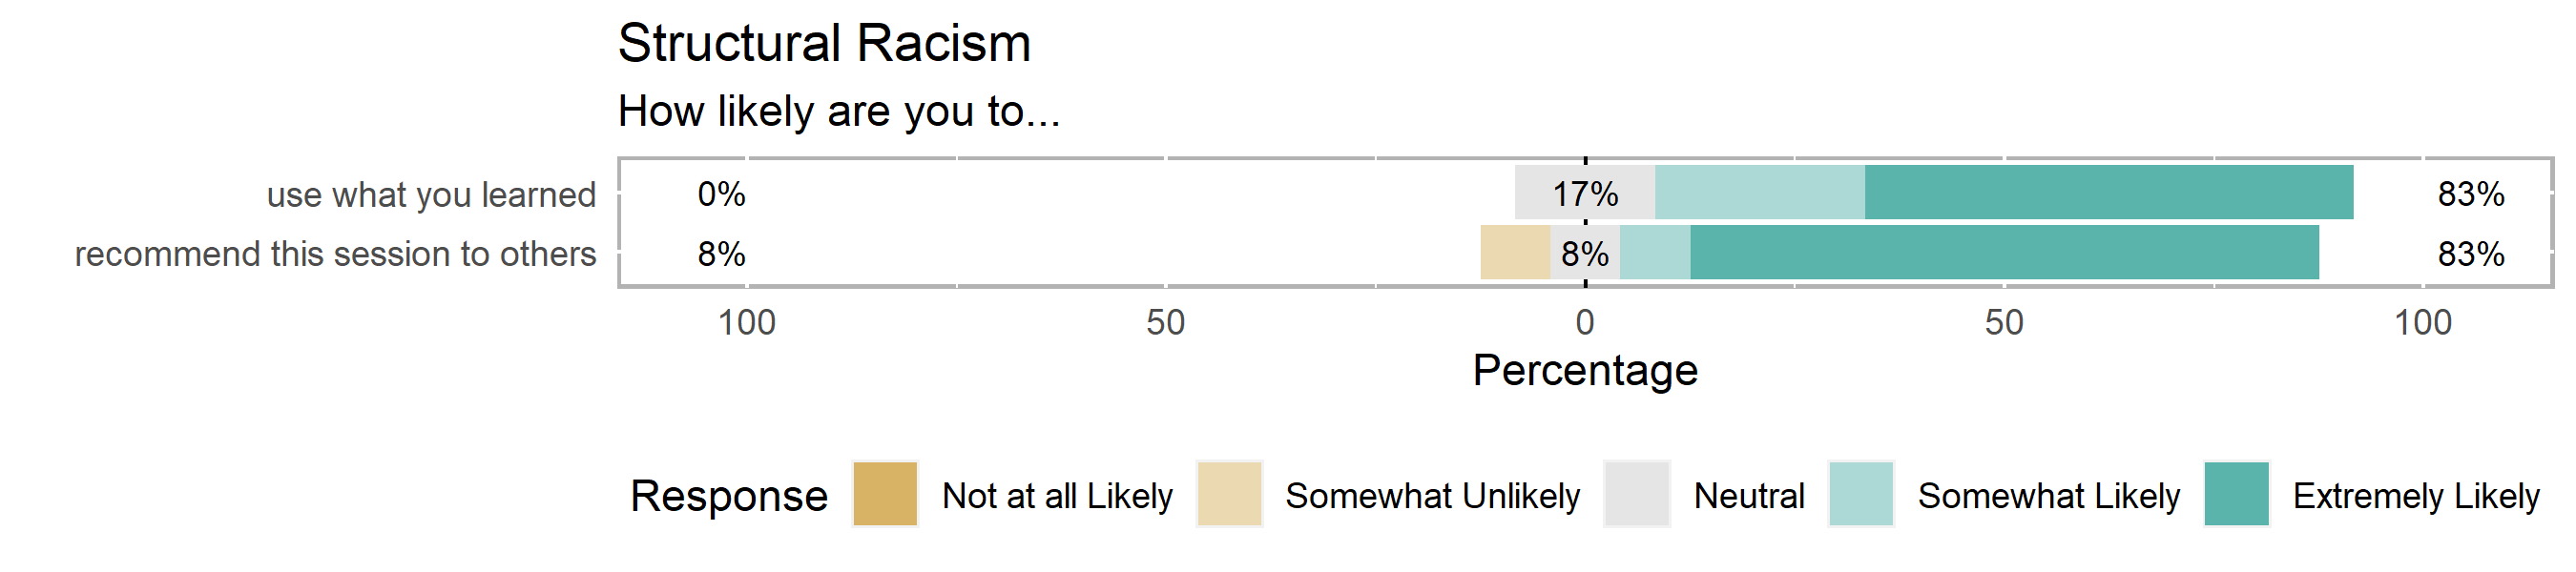 Structural Racism
How likely are you to...
use what you learned 0% 17% 83%
recommend this session to others 8% 8% 83%
100 50 0 50 100
Percentage
Response Not at all Likely Somewhat Unlikely Neutral Somewhat Likely Extremely Likely